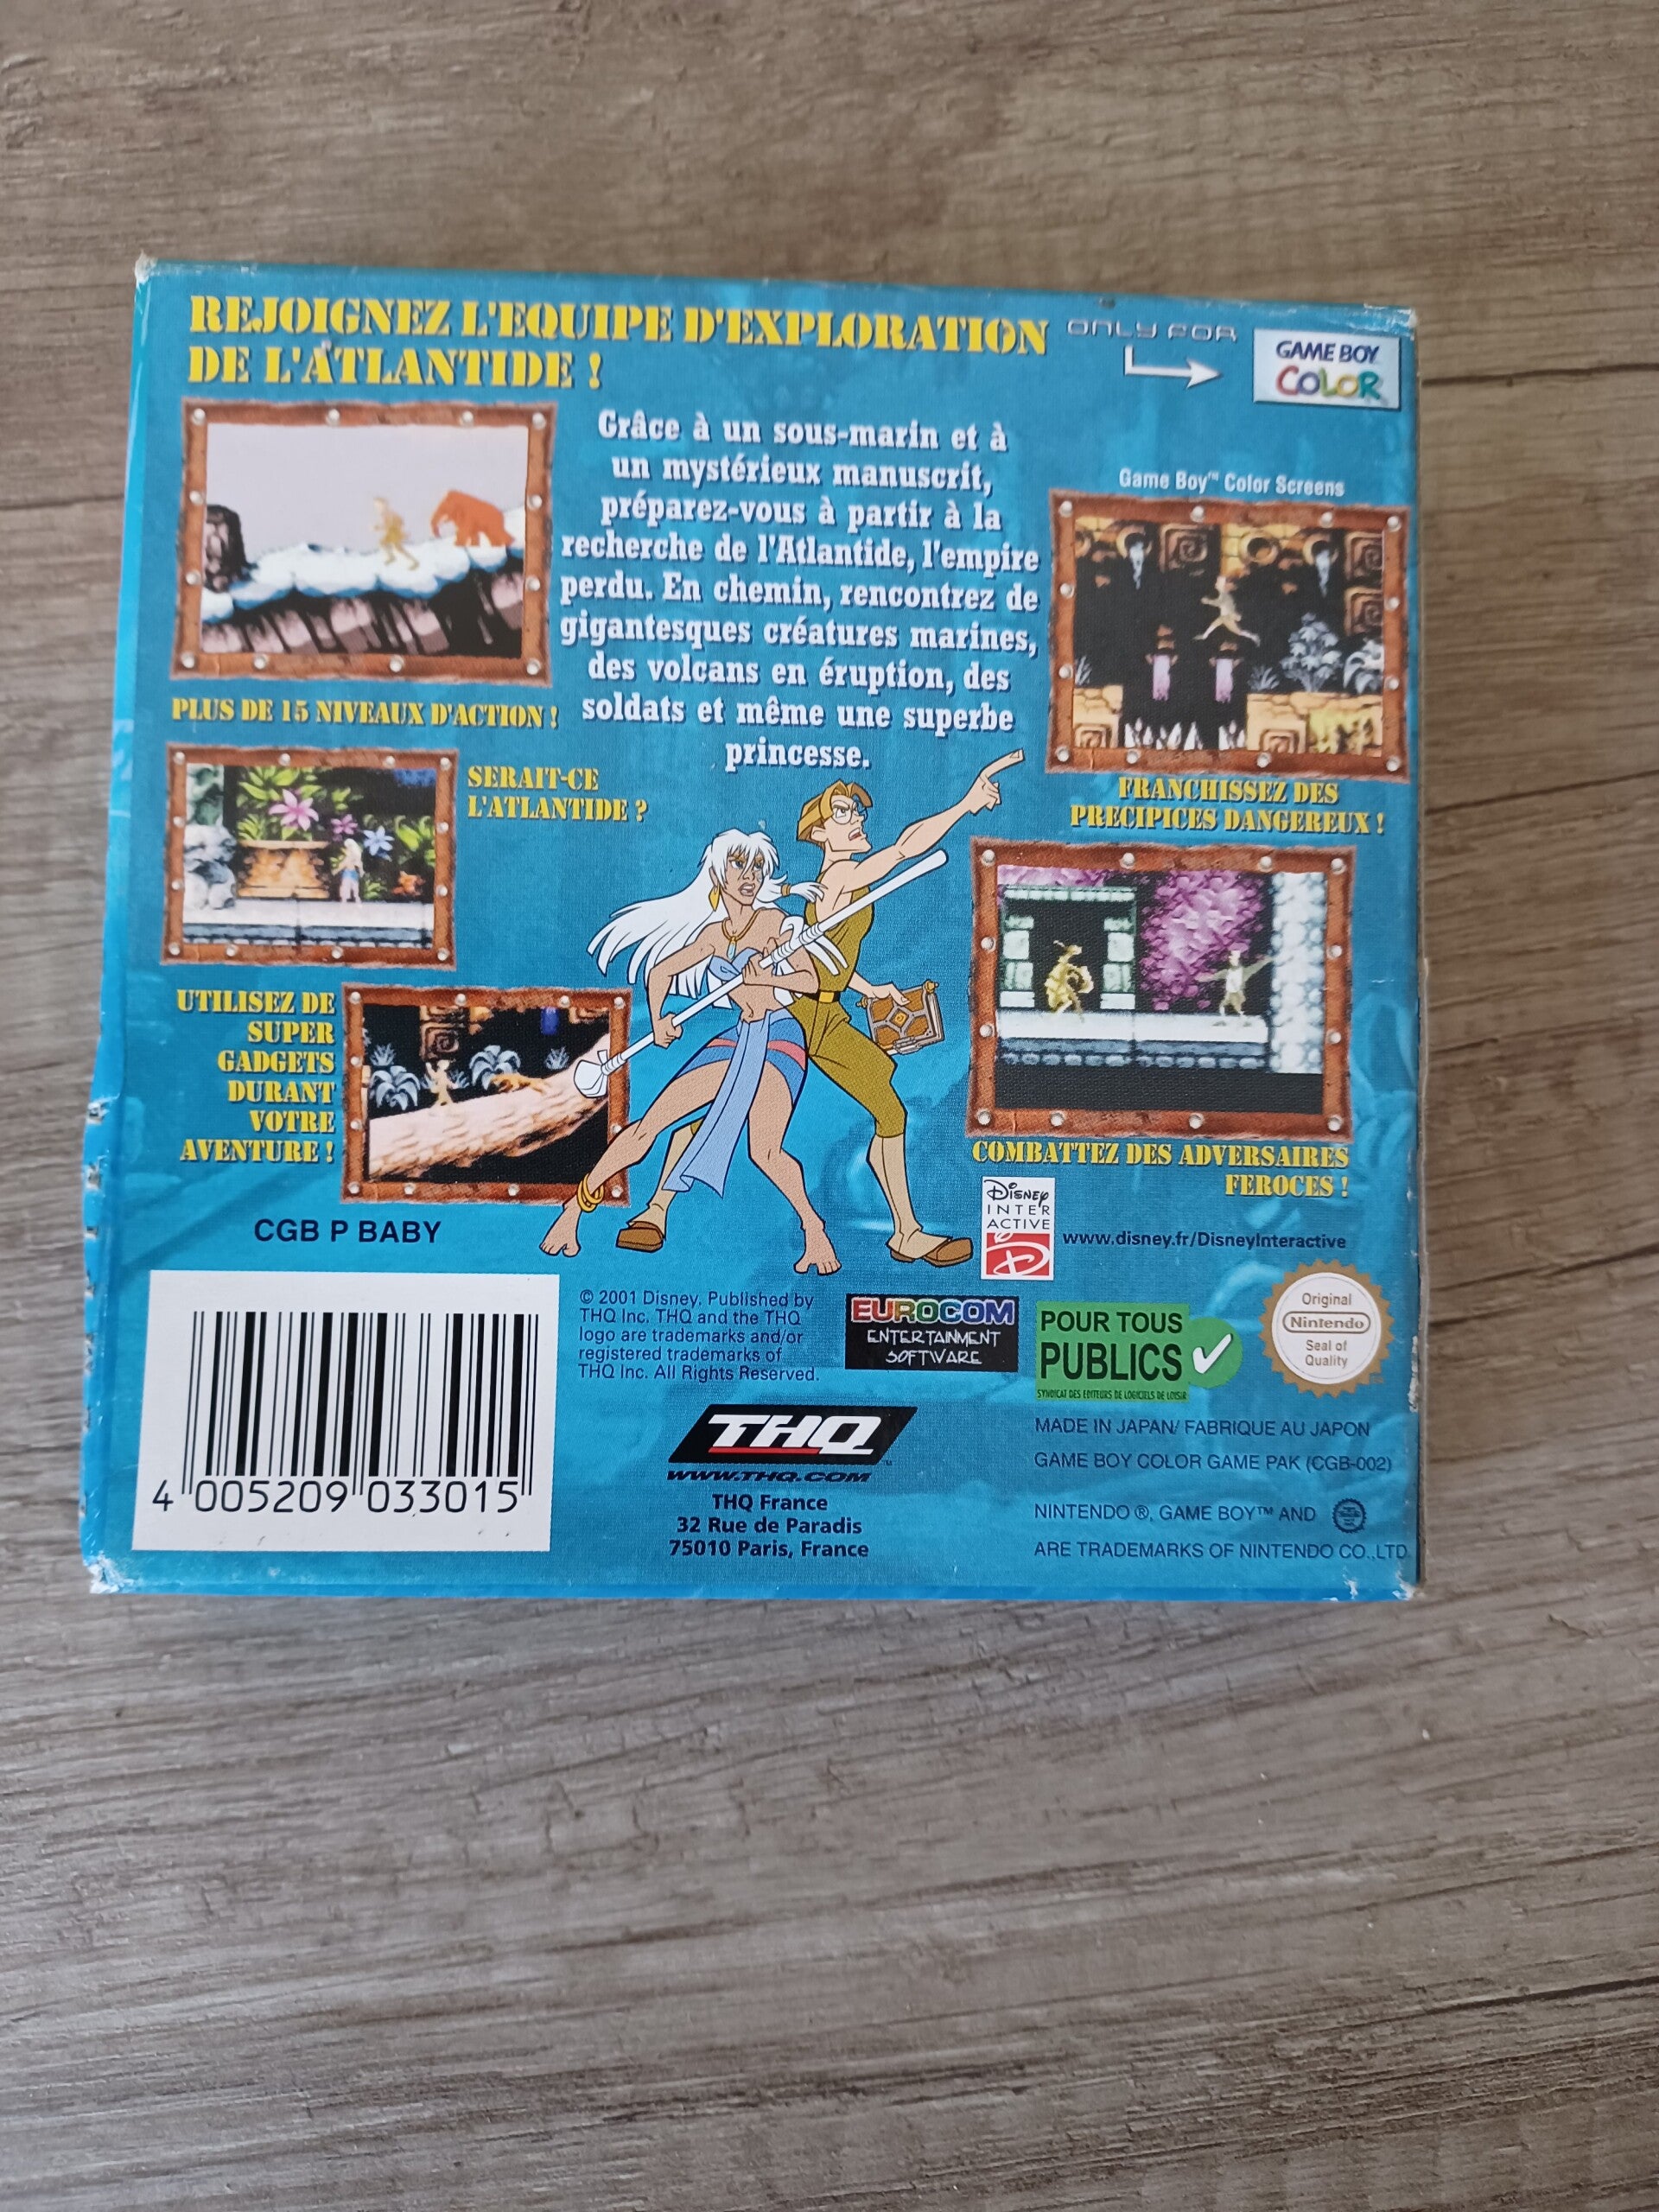 REJOIGNEZ L'EQUIPE D'EXPLORATION
DE L'ATLANTIDE !
ONLY FOR
GAME BOY
COLOR
Grâce à un sous-marin et à
un mystérieux manuscrit,
préparez-vous à partir à la
recherche de l'Atlantide, l'empire
perdu. En chemin, rencontrez de
gigantesques créatures marines,
des volcans en éruption, des
soldats et même une superbe
princesse.
Game Boy™ Color Screens
PLUS DE 15 NIVEAUX D'ACTION !
SERAIT-CE
L'ATLANTIDE ?
FRANCHISSEZ DES
PRECIPICES DANGEREUX !
UTILISEZ DE
SUPER
GADGETS
DURANT
VOTRE
AVENTURE !
COMBATTEZ DES ADVERSAIRES
FEROCES !
CGB P BABY
DISNEY
INTER
ACTIVE
D
www.disney.fr/DisneyInteractive
4 005209 033015
© 2001 Disney. Published by
THQ Inc. THQ and the THQ
logo are trademarks and/or
registered trademarks of
THQ Inc. All Rights Reserved.
EUROCOM
ENTERTAINMENT
SOFTWARE
POUR TOUS
PUBLICS
SYNDICAT DES EDITEURS DE LOGICIELS DE LOISIR
Original
Nintendo
Seal of
Quality
THQ
WWW.THQ.COM
THQ France
32 Rue de Paradis
75010 Paris, France
MADE IN JAPAN/ FABRIQUE AU JAPON
GAME BOY COLOR GAME PAK (CGB-002)
NINTENDO ®, GAME BOY™ AND
ARE TRADEMARKS OF NINTENDO CO.,LTD